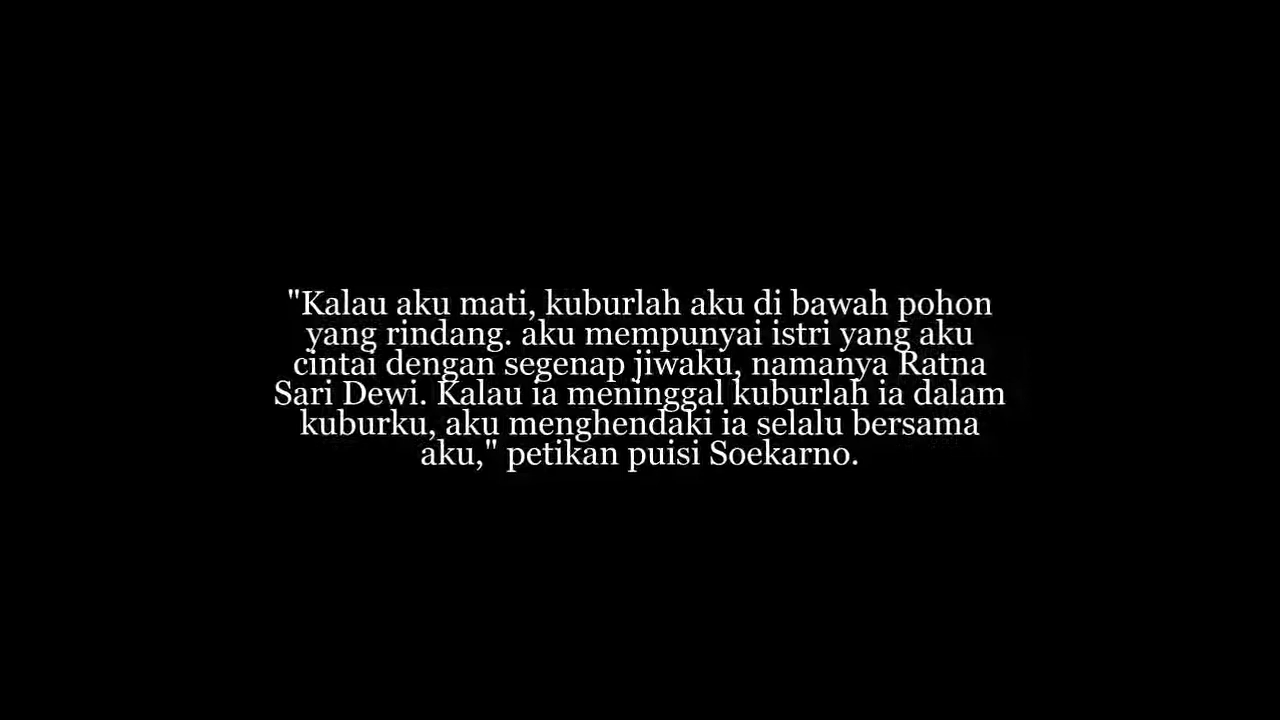 "Kalau aku mati, kuburlah aku di bawah pohon
yang rindang. aku mempunyai istri yang aku
cintai dengan segenap jiwaku, namanya Ratna
Sari Dewi. Kalau ia meninggal kuburlah ia dalam
kuburku, aku menghendaki ia selalu bersama
aku," petikan puisi Soekarno.